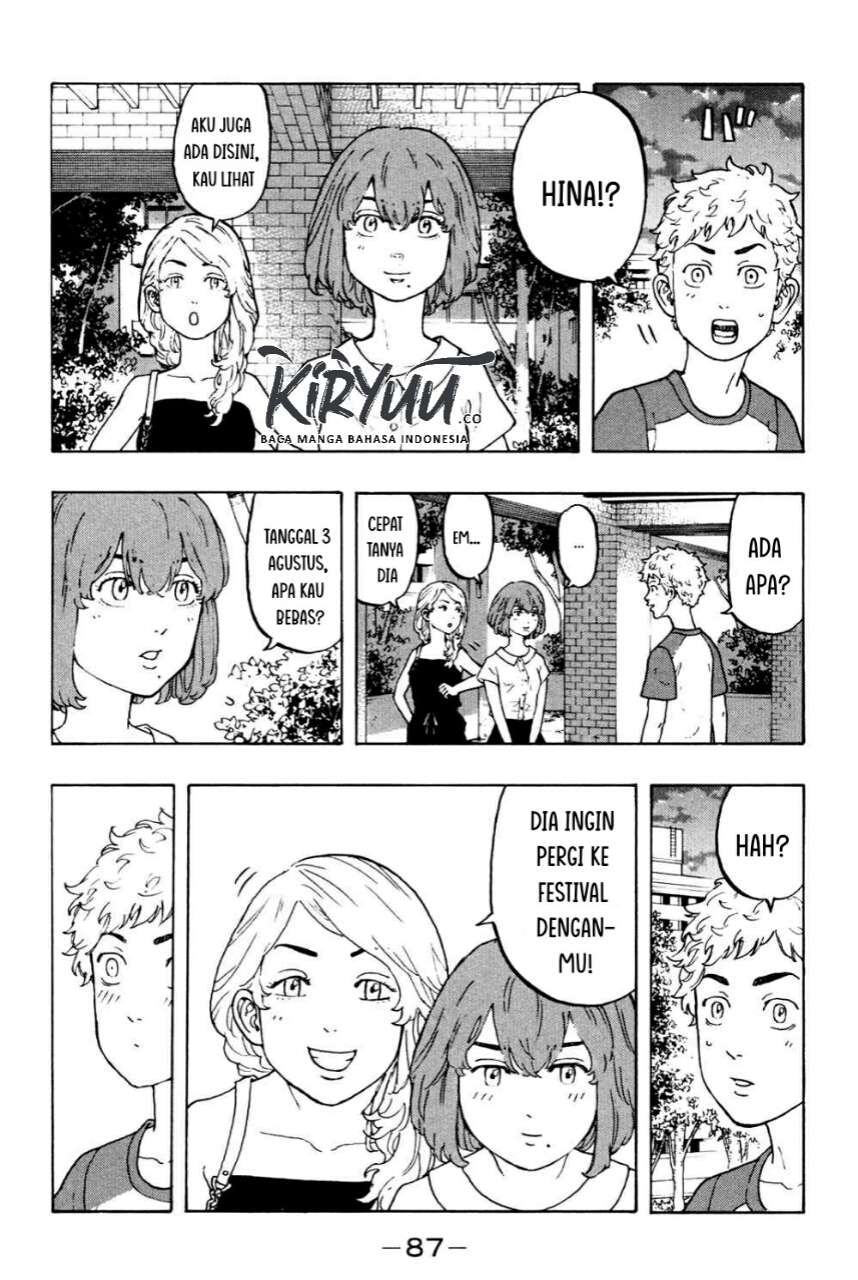 HINA!?
AKU JUGA
ADA DISINI,
KAU LIHAT
KiRYUU.CO
BACA MANGA BAHASA INDONESIA
ADA
APA?
...
EM...
CEPAT
TANYA
DIA
TANGGAL 3
AGUSTUS,
APA KAU
BEBAS?
HAH?
DIA INGIN
PERGI KE
FESTIVAL
DENGAN-
MU!
-87-